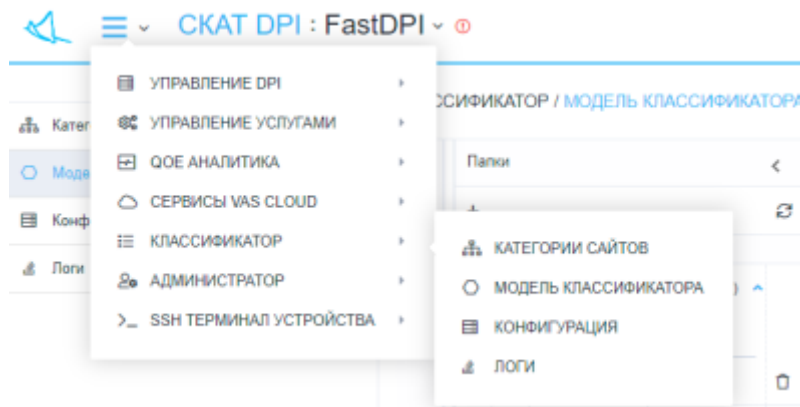 СКАТ DPI : FastDPI
УПРАВЛЕНИЕ DPI
ССИФИКАТОР / МОДЕЛЬ КЛАССИФИКАТОРА
Катег
УПРАВЛЕНИЕ УСЛУГАМИ
Моде
QOE АНАЛИТИКА
Папки
Конф
СЕРВИСЫ VAS CLOUD
Логи
КЛАССИФИКАТОР
АДМИНИСТРАТОР
SSH ТЕРМИНАЛ УСТРОЙСТВА
КАТЕГОРИИ САЙТОВ
МОДЕЛЬ КЛАССИФИКАТОРА
КОНФИГУРАЦИЯ
ЛОГИ